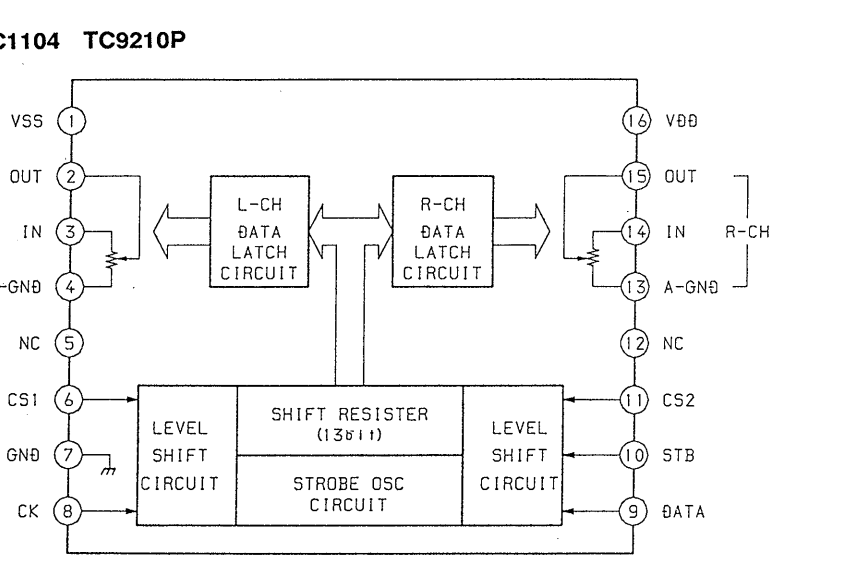 C1104 TC9210P
VSS
1
OUT
2
IN
3
-GND
4
NC
5
CS1
6
GND
7
CK
8
16
VDD
15
OUT
14
IN
13
A-GND
12
NC
11
CS2
10
STB
9
DATA
R-CH
L-CH
DATA
LATCH
CIRCUIT
R-CH
DATA
LATCH
CIRCUIT
LEVEL
SHIFT
CIRCUIT
SHIFT RESISTER
(13bit)
STROBE OSC
CIRCUIT
LEVEL
SHIFT
CIRCUIT